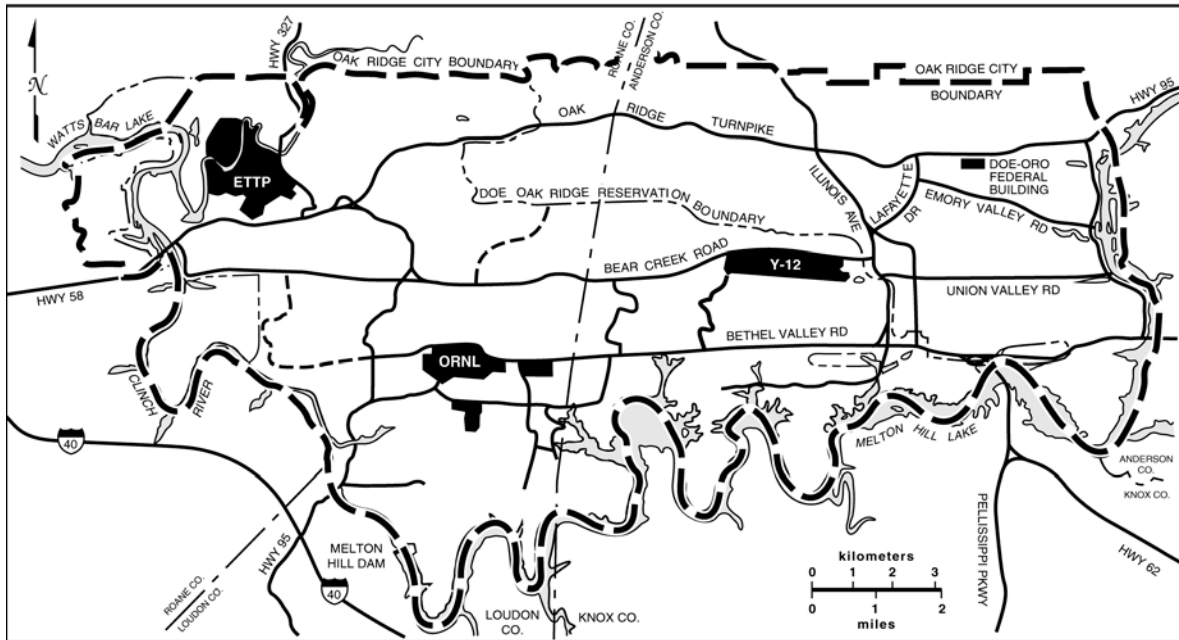 HWY 327
ROANE CO.
ANDERSON CO.
OAK RIDGE CITY BOUNDARY
OAK RIDGE CITY
BOUNDARY
N
HWY 95
WATTS BAR LAKE
OAK RIDGE TURNPIKE
ETTP
DOE-ORO
FEDERAL
BUILDING
ILLINOIS AVE
LAFAYETTE
DR
EMORY VALLEY RD
DOE OAK RIDGE RESERVATION BOUNDARY
BEAR CREEK ROAD
Y-12
HWY 58
UNION VALLEY RD
BETHEL VALLEY RD
ORNL
CLINCH
RIVER
MELTON HILL LAKE
40
ANDERSON
CO.
KNOX CO.
PELLISSIPPI PKWY
HWY 62
HWY 95
MELTON
HILL DAM
kilometers
0 1 2 3
0 1 2
miles
ROANE CO.
LOUDON CO.
40
LOUDON
CO.
KNOX CO.